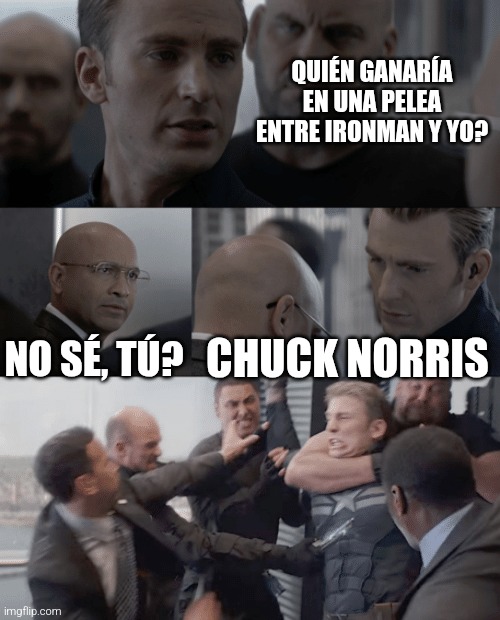 QUIÉN GANARÍA
EN UNA PELEA
ENTRE IRONMAN Y YO?
NO SÉ, TÚ?
CHUCK NORRIS
imgflip.com